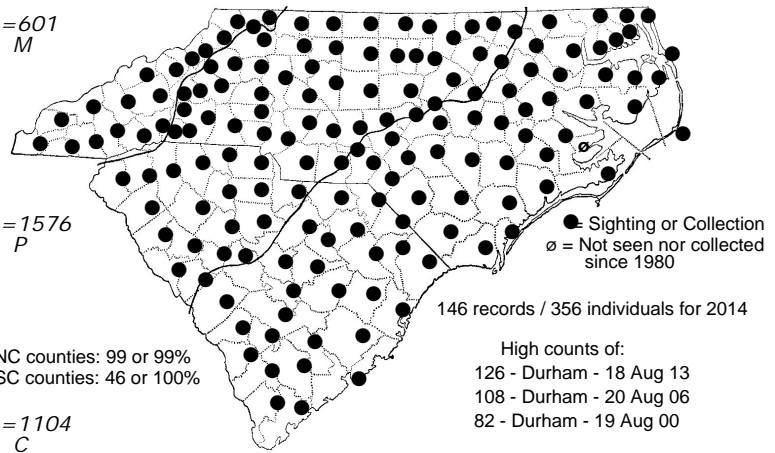 =601
M
=1576
P
= Sighting or Collection
ø = Not seen nor collected
since 1980
ø
146 records / 356 individuals for 2014
NC counties: 99 or 99%
SC counties: 46 or 100%
High counts of:
126 - Durham - 18 Aug 13
108 - Durham - 20 Aug 06
82 - Durham - 19 Aug 00
=1104
C